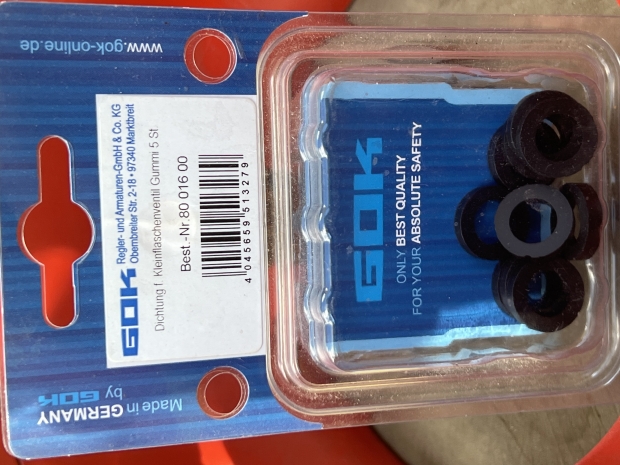 www.gok-online.de
GOK
Regler- und Armaturen-GmbH & Co. KG
Obernbreiter Str. 2-18 • 97340 Marktbreit
Dichtung f. Kleinflaschenventil Gummi 5 St.
Best.-Nr.80 016 00
4 045659 513279
GOK
ONLY BEST QUALITY
FOR YOUR ABSOLUTE SAFETY
Made in
GERMANY
by GOK